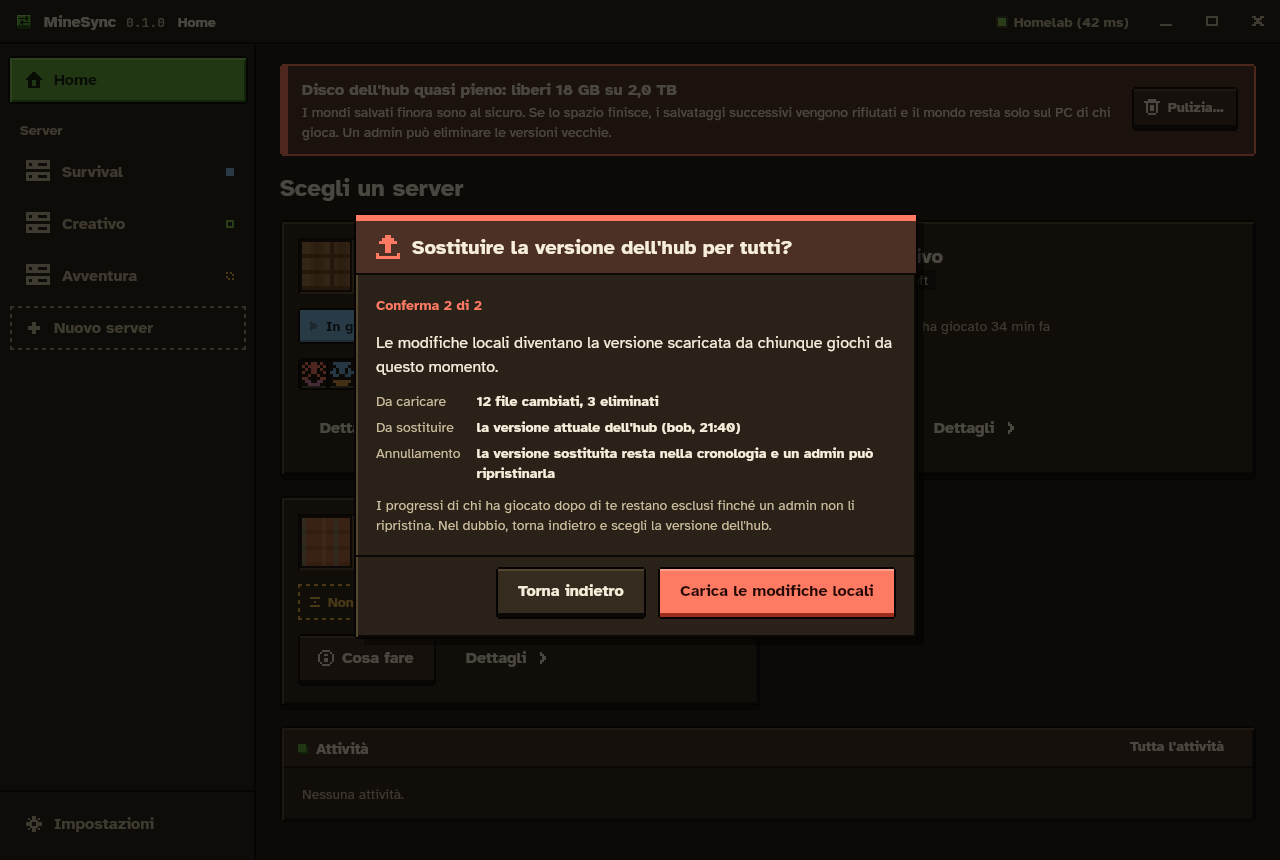 MineSync 0.1.0 Home
Homelab (42 ms)
Home
Server
Survival
Creativo
Avventura
Nuovo server
Impostazioni
Disco dell'hub quasi pieno: liberi 18 GB su 2,0 TB
I mondi salvati finora sono al sicuro. Se lo spazio finisce, i salvataggi successivi vengono rifiutati e il mondo resta solo sul PC di chi
gioca. Un admin può eliminare le versioni vecchie.
Pulizia...
Scegli un server
ivo
ft
In g
ha giocato 34 min fa
Dett
Dettagli
Sostituire la versione dell'hub per tutti?
Conferma 2 di 2
Le modifiche locali diventano la versione scaricata da chiunque giochi da
questo momento.
Da caricare 12 file cambiati, 3 eliminati
Da sostituire la versione attuale dell'hub (bob, 21:40)
Annullamento la versione sostituita resta nella cronologia e un admin può
ripristinarla
I progressi di chi ha giocato dopo di te restano esclusi finché un admin non li
ripristina. Nel dubbio, torna indietro e scegli la versione dell'hub.
Torna indietro
Carica le modifiche locali
Non
Cosa fare
Dettagli
Attività
Tutta l'attività
Nessuna attività.